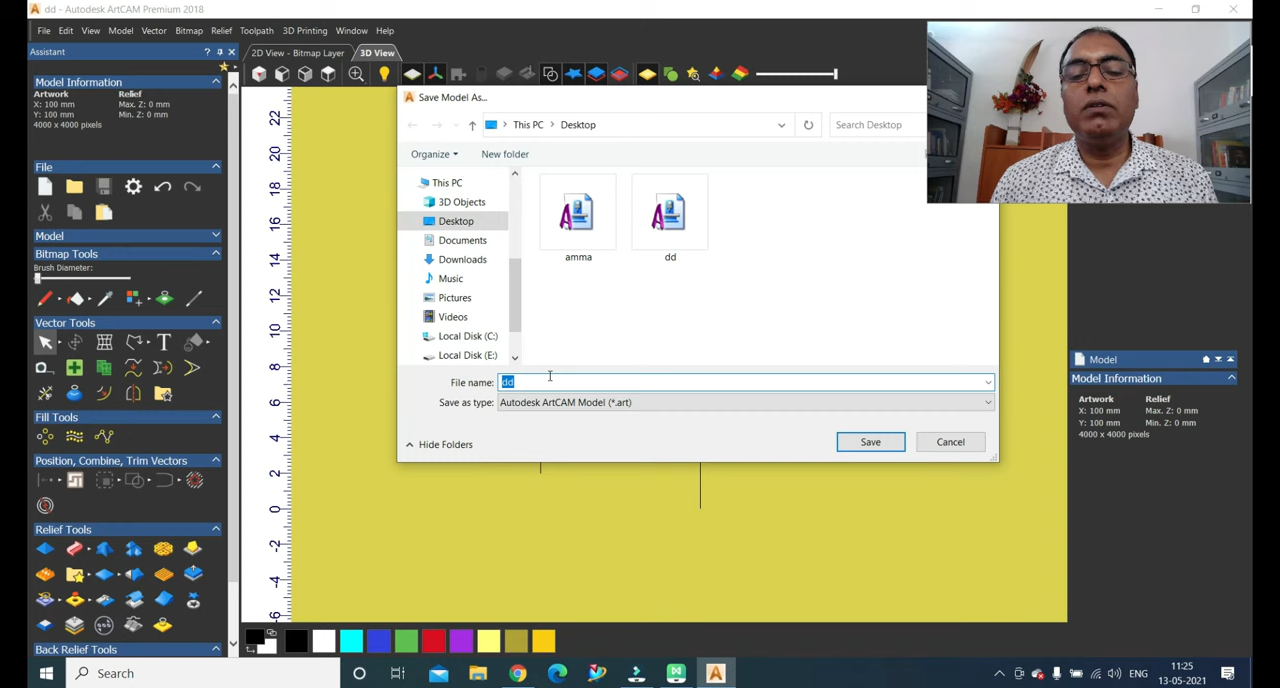 dd - Autodesk ArtCAM Premium 2018
File Edit View Model Vector Bitmap Relief Toolpath 3D Printing Window Help
Assistant
2D View - Bitmap Layer 3D View
Model Information
Artwork Relief
X: 100 mm Max. Z: 0 mm
Y: 100 mm Min. Z: 0 mm
4000 x 4000 pixels
File
Model
Bitmap Tools
Brush Diameter:
Vector Tools
Fill Tools
Position, Combine, Trim Vectors
Relief Tools
Back Relief Tools
22
20
18
16
14
12
10
8
6
4
2
0
-2
-4
-6
Save Model As...
This PC > Desktop
Search Desktop
Organize New folder
This PC
3D Objects
Desktop
Documents
Downloads
Music
Pictures
Videos
Local Disk (C:)
Local Disk (E:)
amma dd
File name: dd
Save as type: Autodesk ArtCAM Model (*.art)
Hide Folders
Save Cancel
Model
Model Information
Artwork Relief
X: 100 mm Max. Z: 0 mm
Y: 100 mm Min. Z: 0 mm
4000 x 4000 pixels
Search
ENG
11:25
13-05-2021